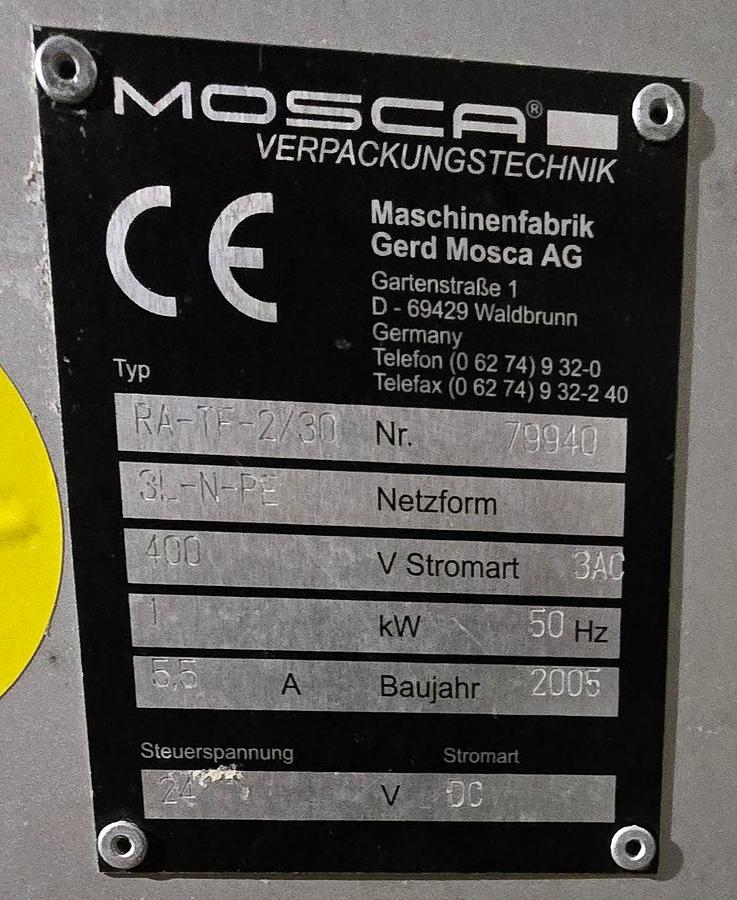 MOSCA®
VERPACKUNGSTECHNIK
CE
Maschinenfabrik
Gerd Mosca AG
Gartenstraße 1
D - 69429 Waldbrunn
Germany
Telefon (0 62 74) 9 32-0
Telefax (0 62 74) 9 32-2 40
Typ
RA-TF-2/30 Nr. 79940
3L-N-PE Netzform
400 V Stromart 3AC
1 kW 50 Hz
5,5 A Baujahr 2005
Steuerspannung Stromart
24 V DC